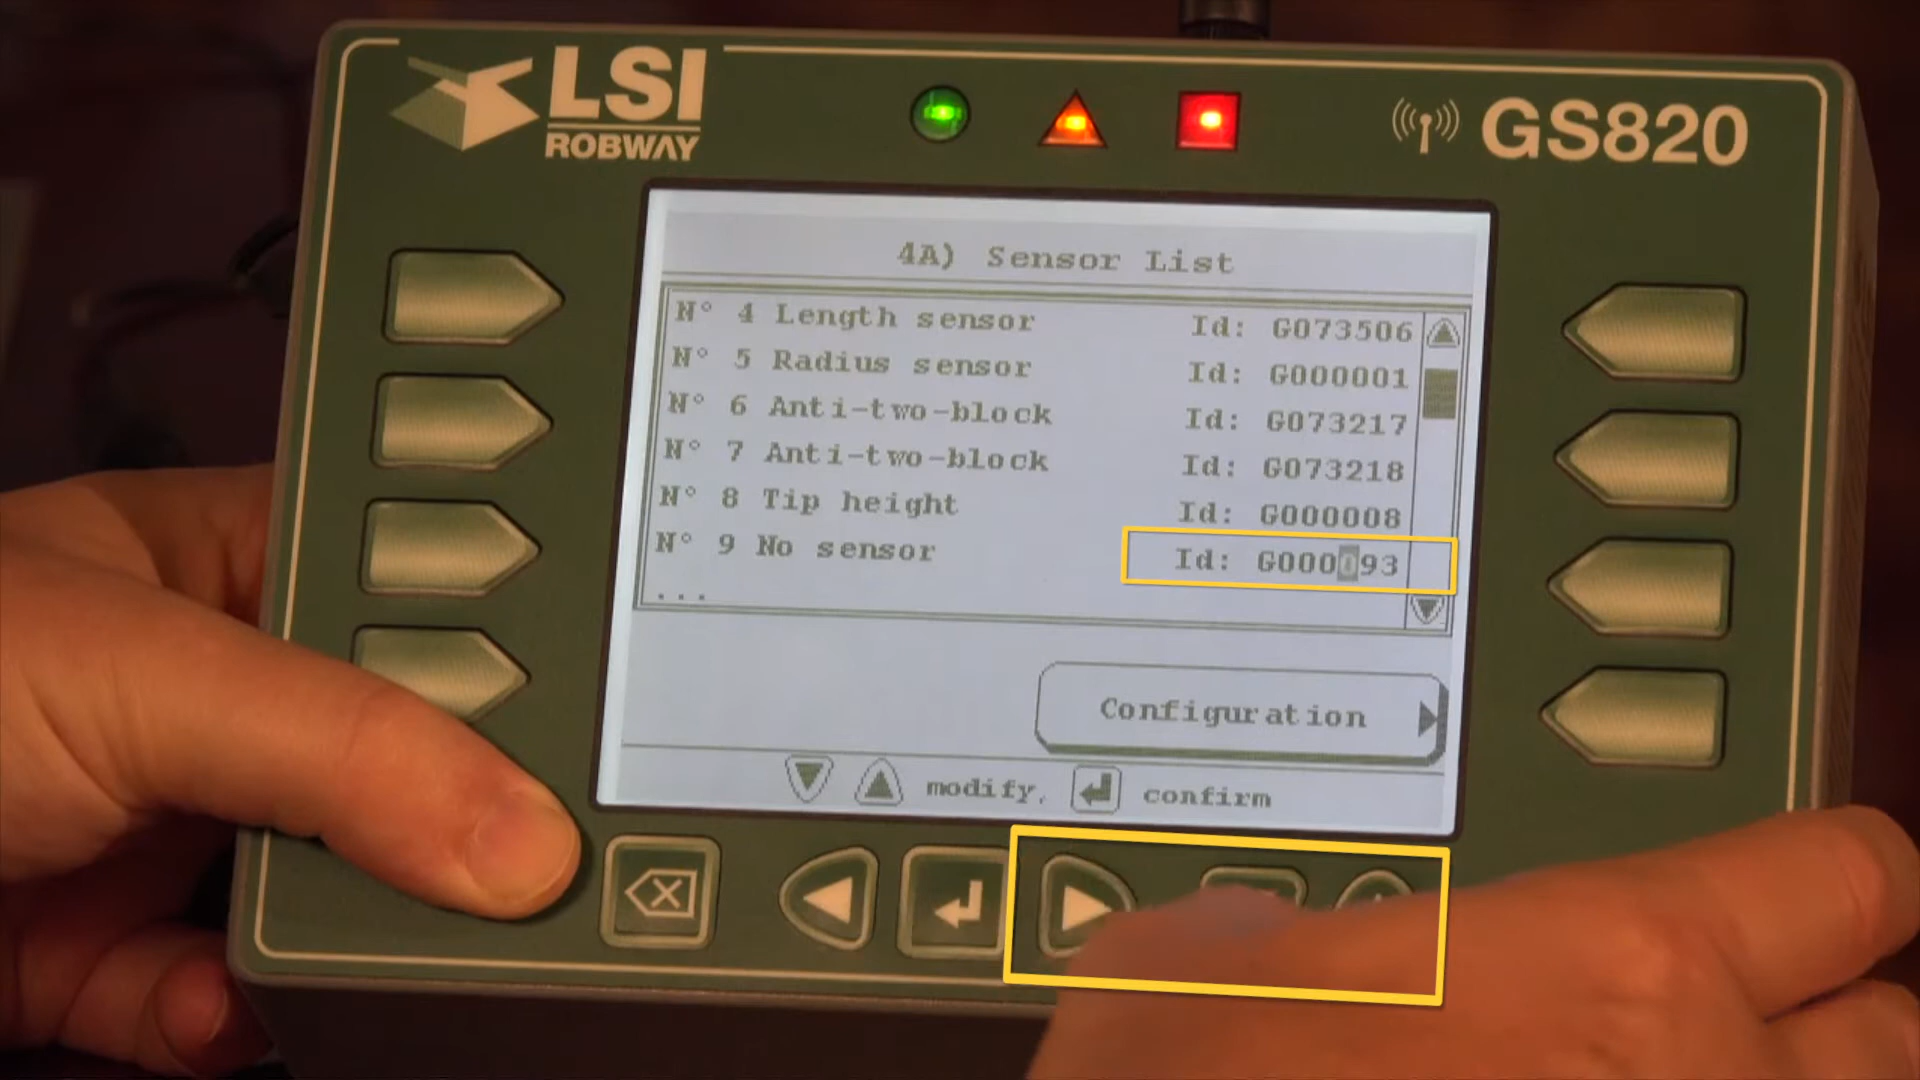 LSI
ROBWAY
GS820
4A) Sensor List
N° 4 Length sensor Id: G073506
N° 5 Radius sensor Id: G000001
N° 6 Anti-two-block Id: G073217
N° 7 Anti-two-block Id: G073218
N° 8 Tip height Id: G000008
N° 9 No sensor Id: G000093
...
Configuration
modify. confirm